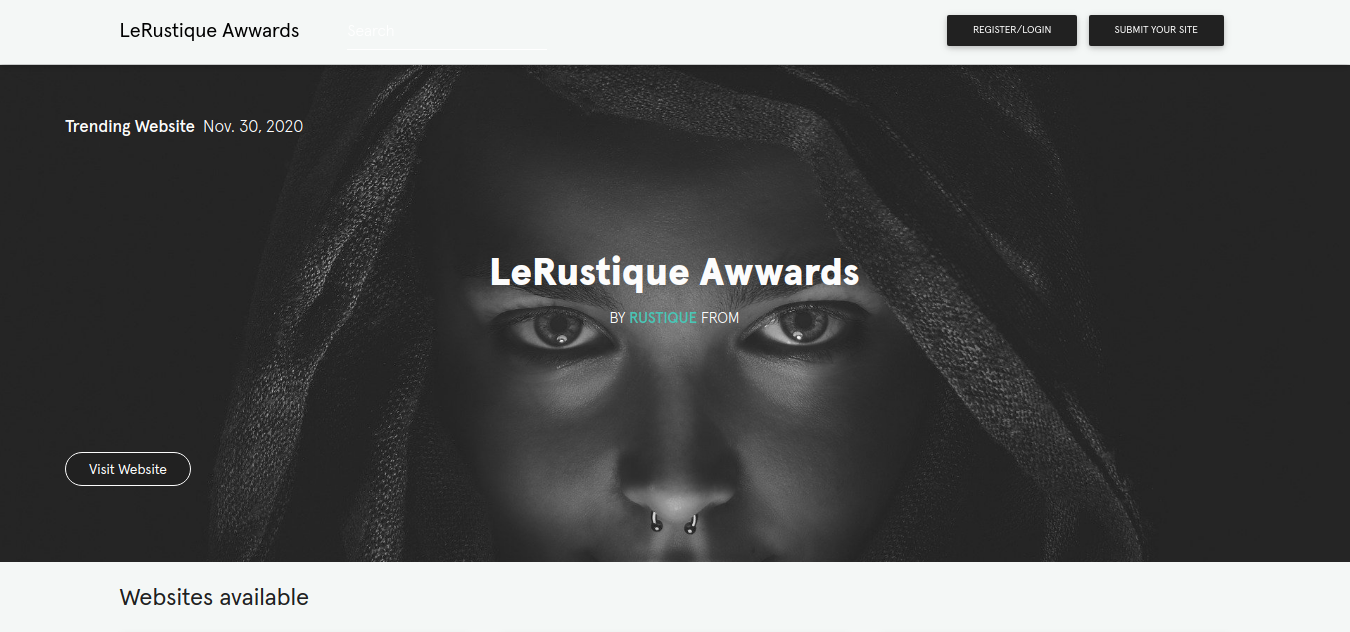 LeRustique Awwards
Search
REGISTER/LOGIN
SUBMIT YOUR SITE
Trending Website Nov. 30, 2020
LeRustique Awwards
BY RUSTIQUE FROM
Visit Website
Websites available